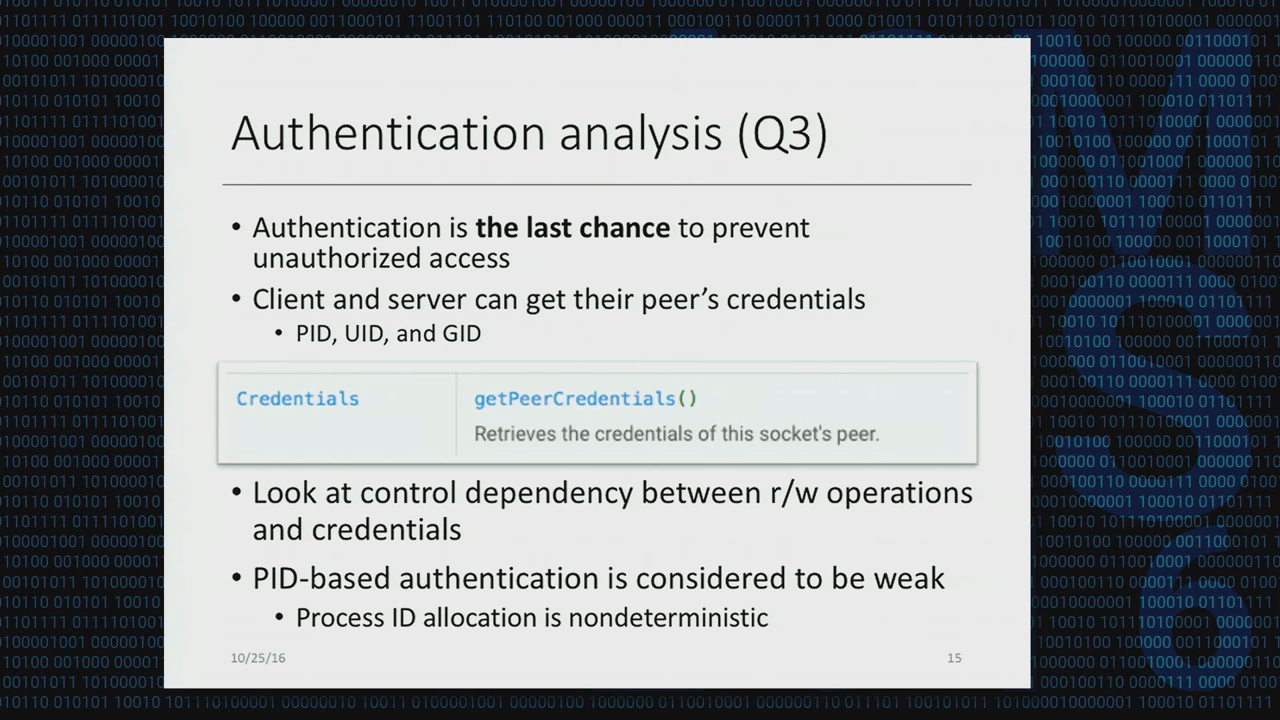 Authentication analysis (Q3)
• Authentication is the last chance to prevent
unauthorized access
• Client and server can get their peer’s credentials
• PID, UID, and GID
Credentials getPeerCredentials()
Retrieves the credentials of this socket's peer.
• Look at control dependency between r/w operations
and credentials
• PID-based authentication is considered to be weak
• Process ID allocation is nondeterministic
10/25/16 15